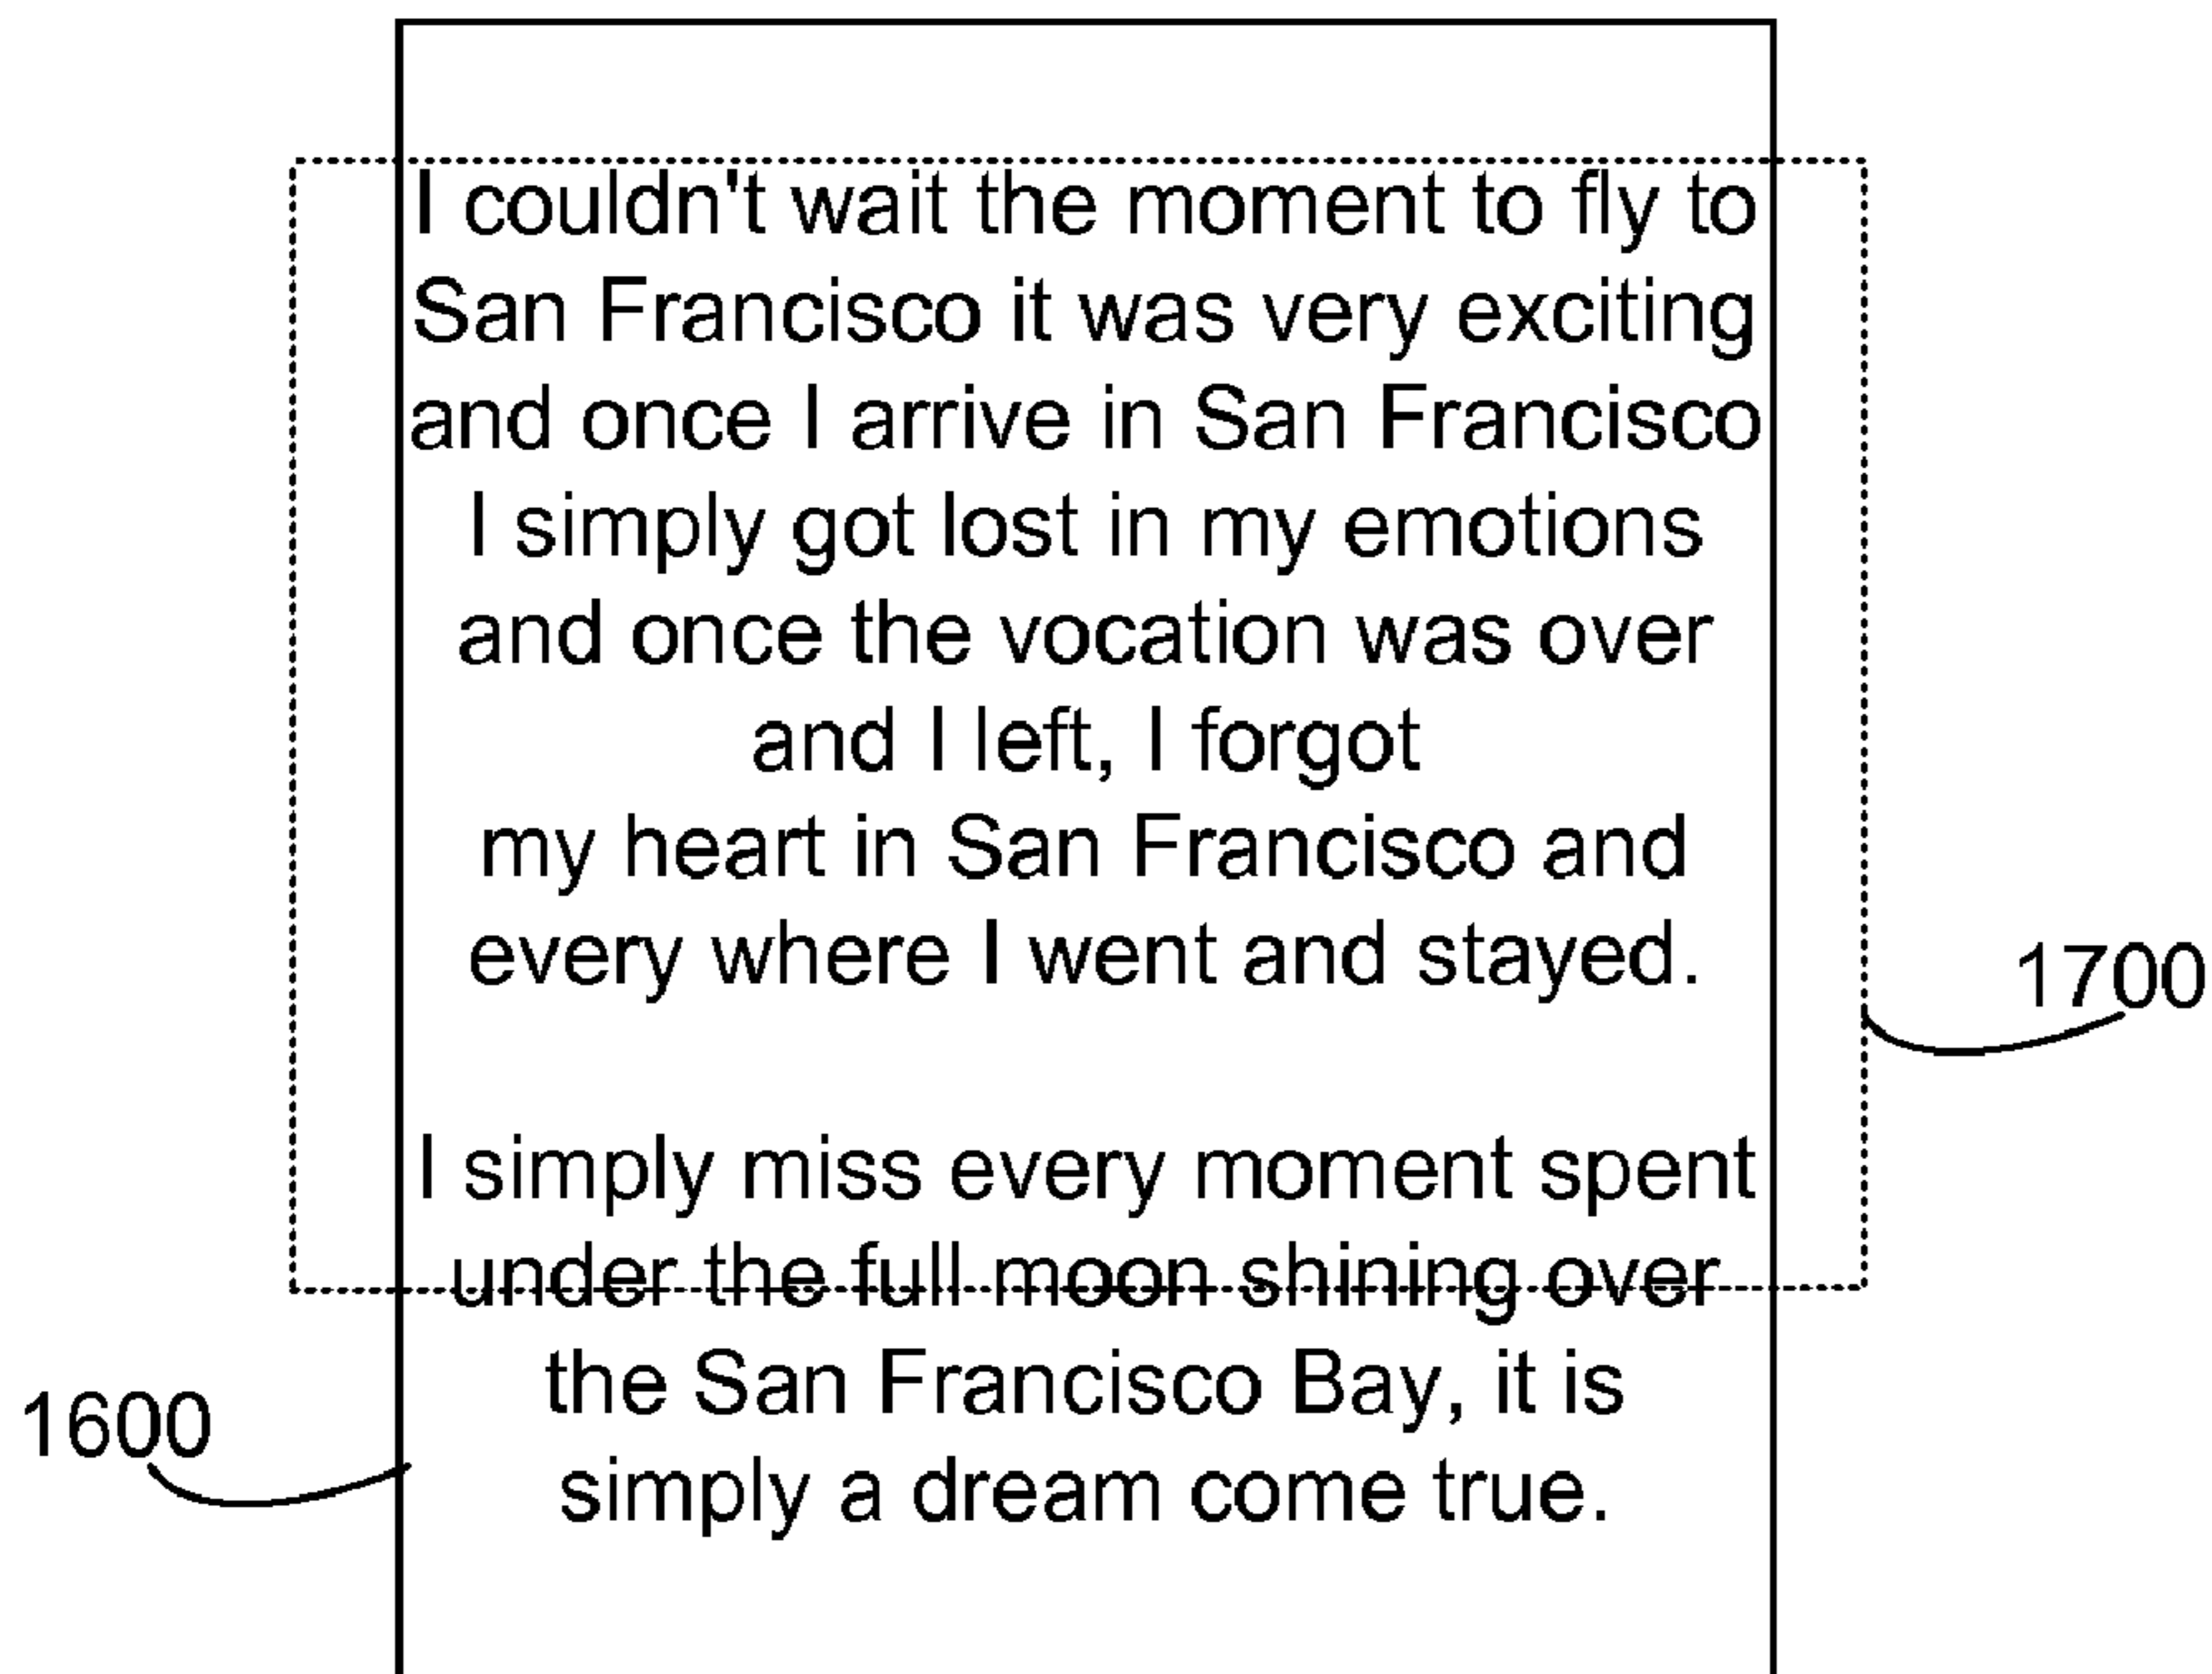 I couldn't wait the moment to fly to
San Francisco it was very exciting
and once I arrive in San Francisco
I simply got lost in my emotions
and once the vocation was over
and I left, I forgot
my heart in San Francisco and
every where I went and stayed.
1700
I simply miss every moment spent
under the full moon shining over
the San Francisco Bay, it is
1600
simply a dream come true.